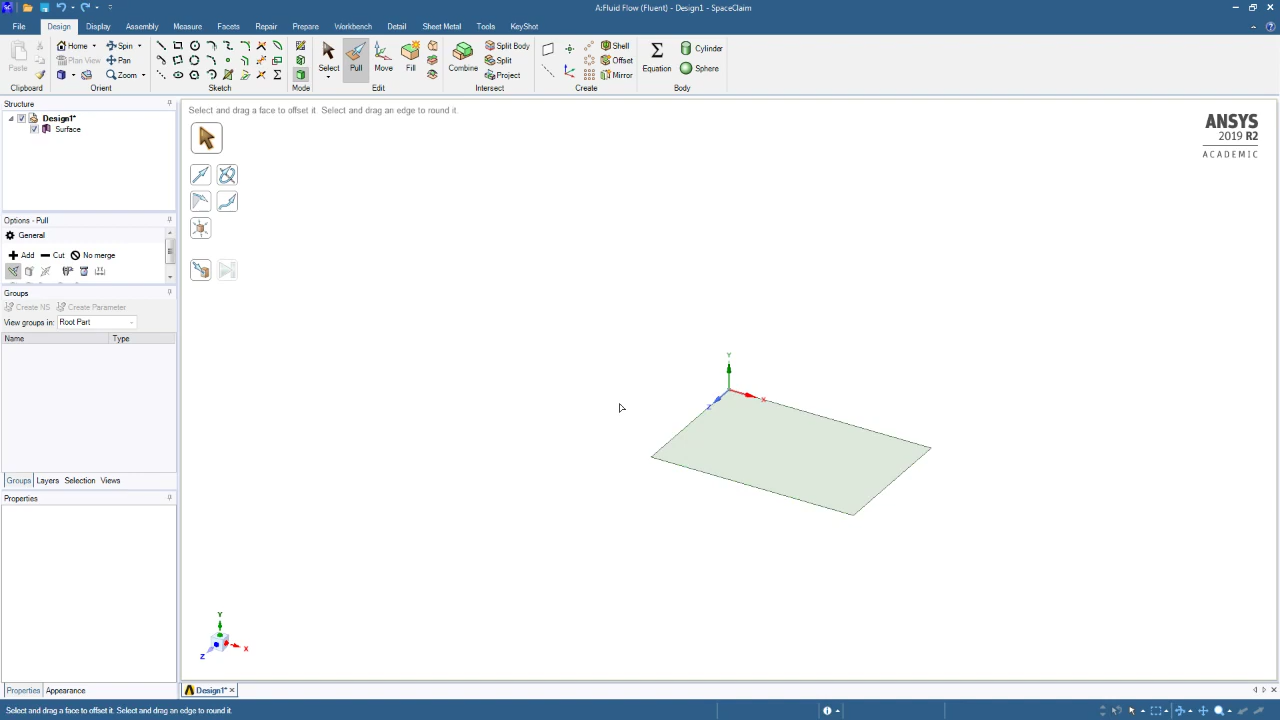 A:Fluid Flow (Fluent) - Design1 - SpaceClaim
File Design Display Assembly Measure Facets Repair Prepare Workbench Detail Sheet Metal Tools KeyShot
Home Spin Split Body Shell Cylinder
Plan View Pan Split Offset Sphere
Paste Zoom Select Pull Move Fill Combine Project Mirror Equation
Clipboard Orient Sketch Mode Edit Intersect Create Body
Structure
Design1*
Surface
Options - Pull
General
Add Cut No merge
Groups
Create NS Create Parameter
View groups in: Root Part
Name Type
Groups Layers Selection Views
Properties
Properties Appearance
Select and drag a face to offset it. Select and drag an edge to round it.
ANSYS
2019 R2
ACADEMIC
Y
X
Z
Y
X
Z
Design1*
Select and drag a face to offset it. Select and drag an edge to round it.